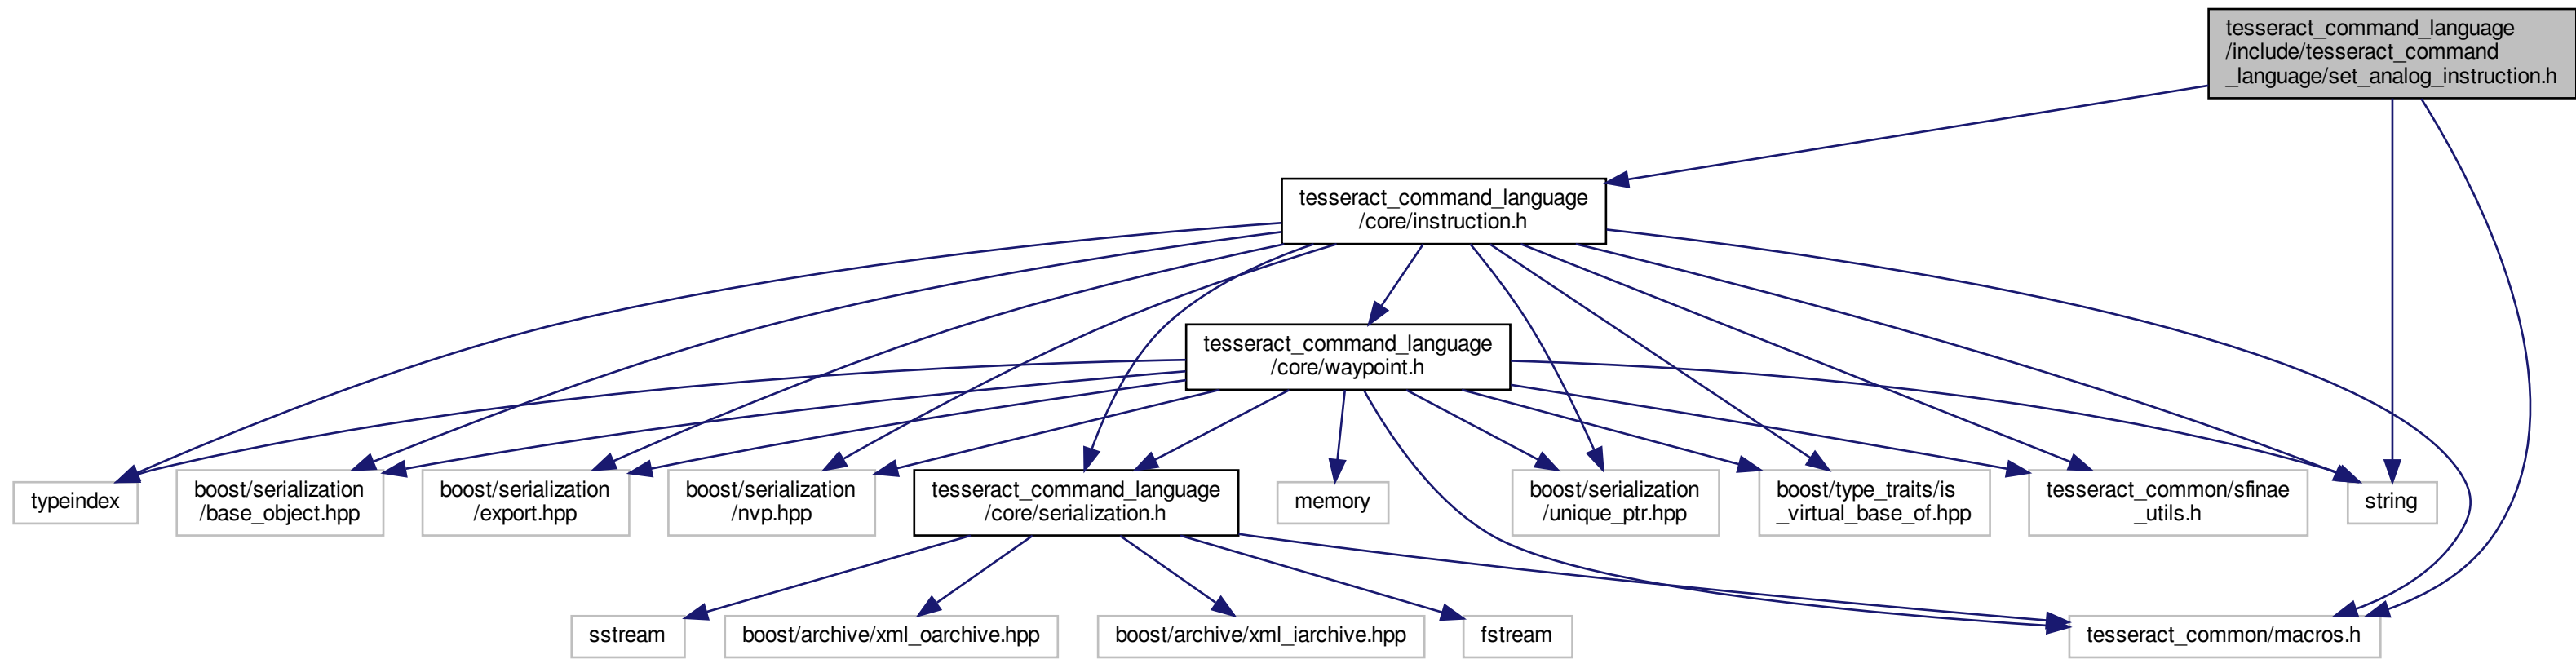 tesseract_command_language
/include/tesseract_command
_language/set_analog_instruction.h
tesseract_command_language
/core/instruction.h
tesseract_command_language
/core/waypoint.h
typeindex
boost/serialization
/base_object.hpp
boost/serialization
/export.hpp
boost/serialization
/nvp.hpp
tesseract_command_language
/core/serialization.h
memory
boost/serialization
/unique_ptr.hpp
boost/type_traits/is
_virtual_base_of.hpp
tesseract_common/sfinae
_utils.h
string
sstream
boost/archive/xml_oarchive.hpp
boost/archive/xml_iarchive.hpp
fstream
tesseract_common/macros.h